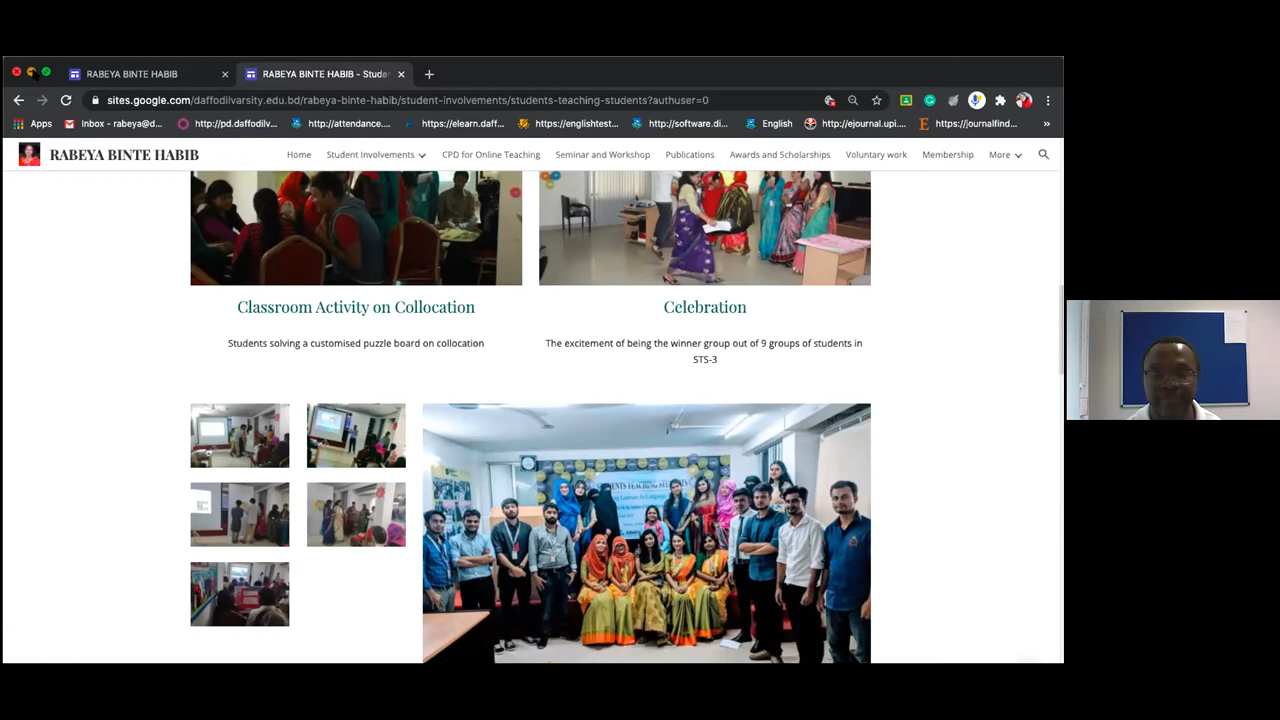 RABEYA BINTE HABIB
RABEYA BINTE HABIB - Stude
sites.google.com/daffodilvarsity.edu.bd/rabeya-binte-habib/student-involvements/students-teaching-students?authuser=0
Apps
Inbox - rabeya@d...
http://pd.daffodilv...
http://attendance....
https://elearn.daff...
https://englishtest...
http://software.di...
English
http://ejournal.upi....
https://journalfind...
»
RABEYA BINTE HABIB
Home
Student Involvements
CPD for Online Teaching
Seminar and Workshop
Publications
Awards and Scholarships
Voluntary work
Membership
More
Classroom Activity on Collocation
Students solving a customised puzzle board on collocation
Celebration
The excitement of being the winner group out of 9 groups of students in
STS-3
STUDENTS TEACHING STUDENTS